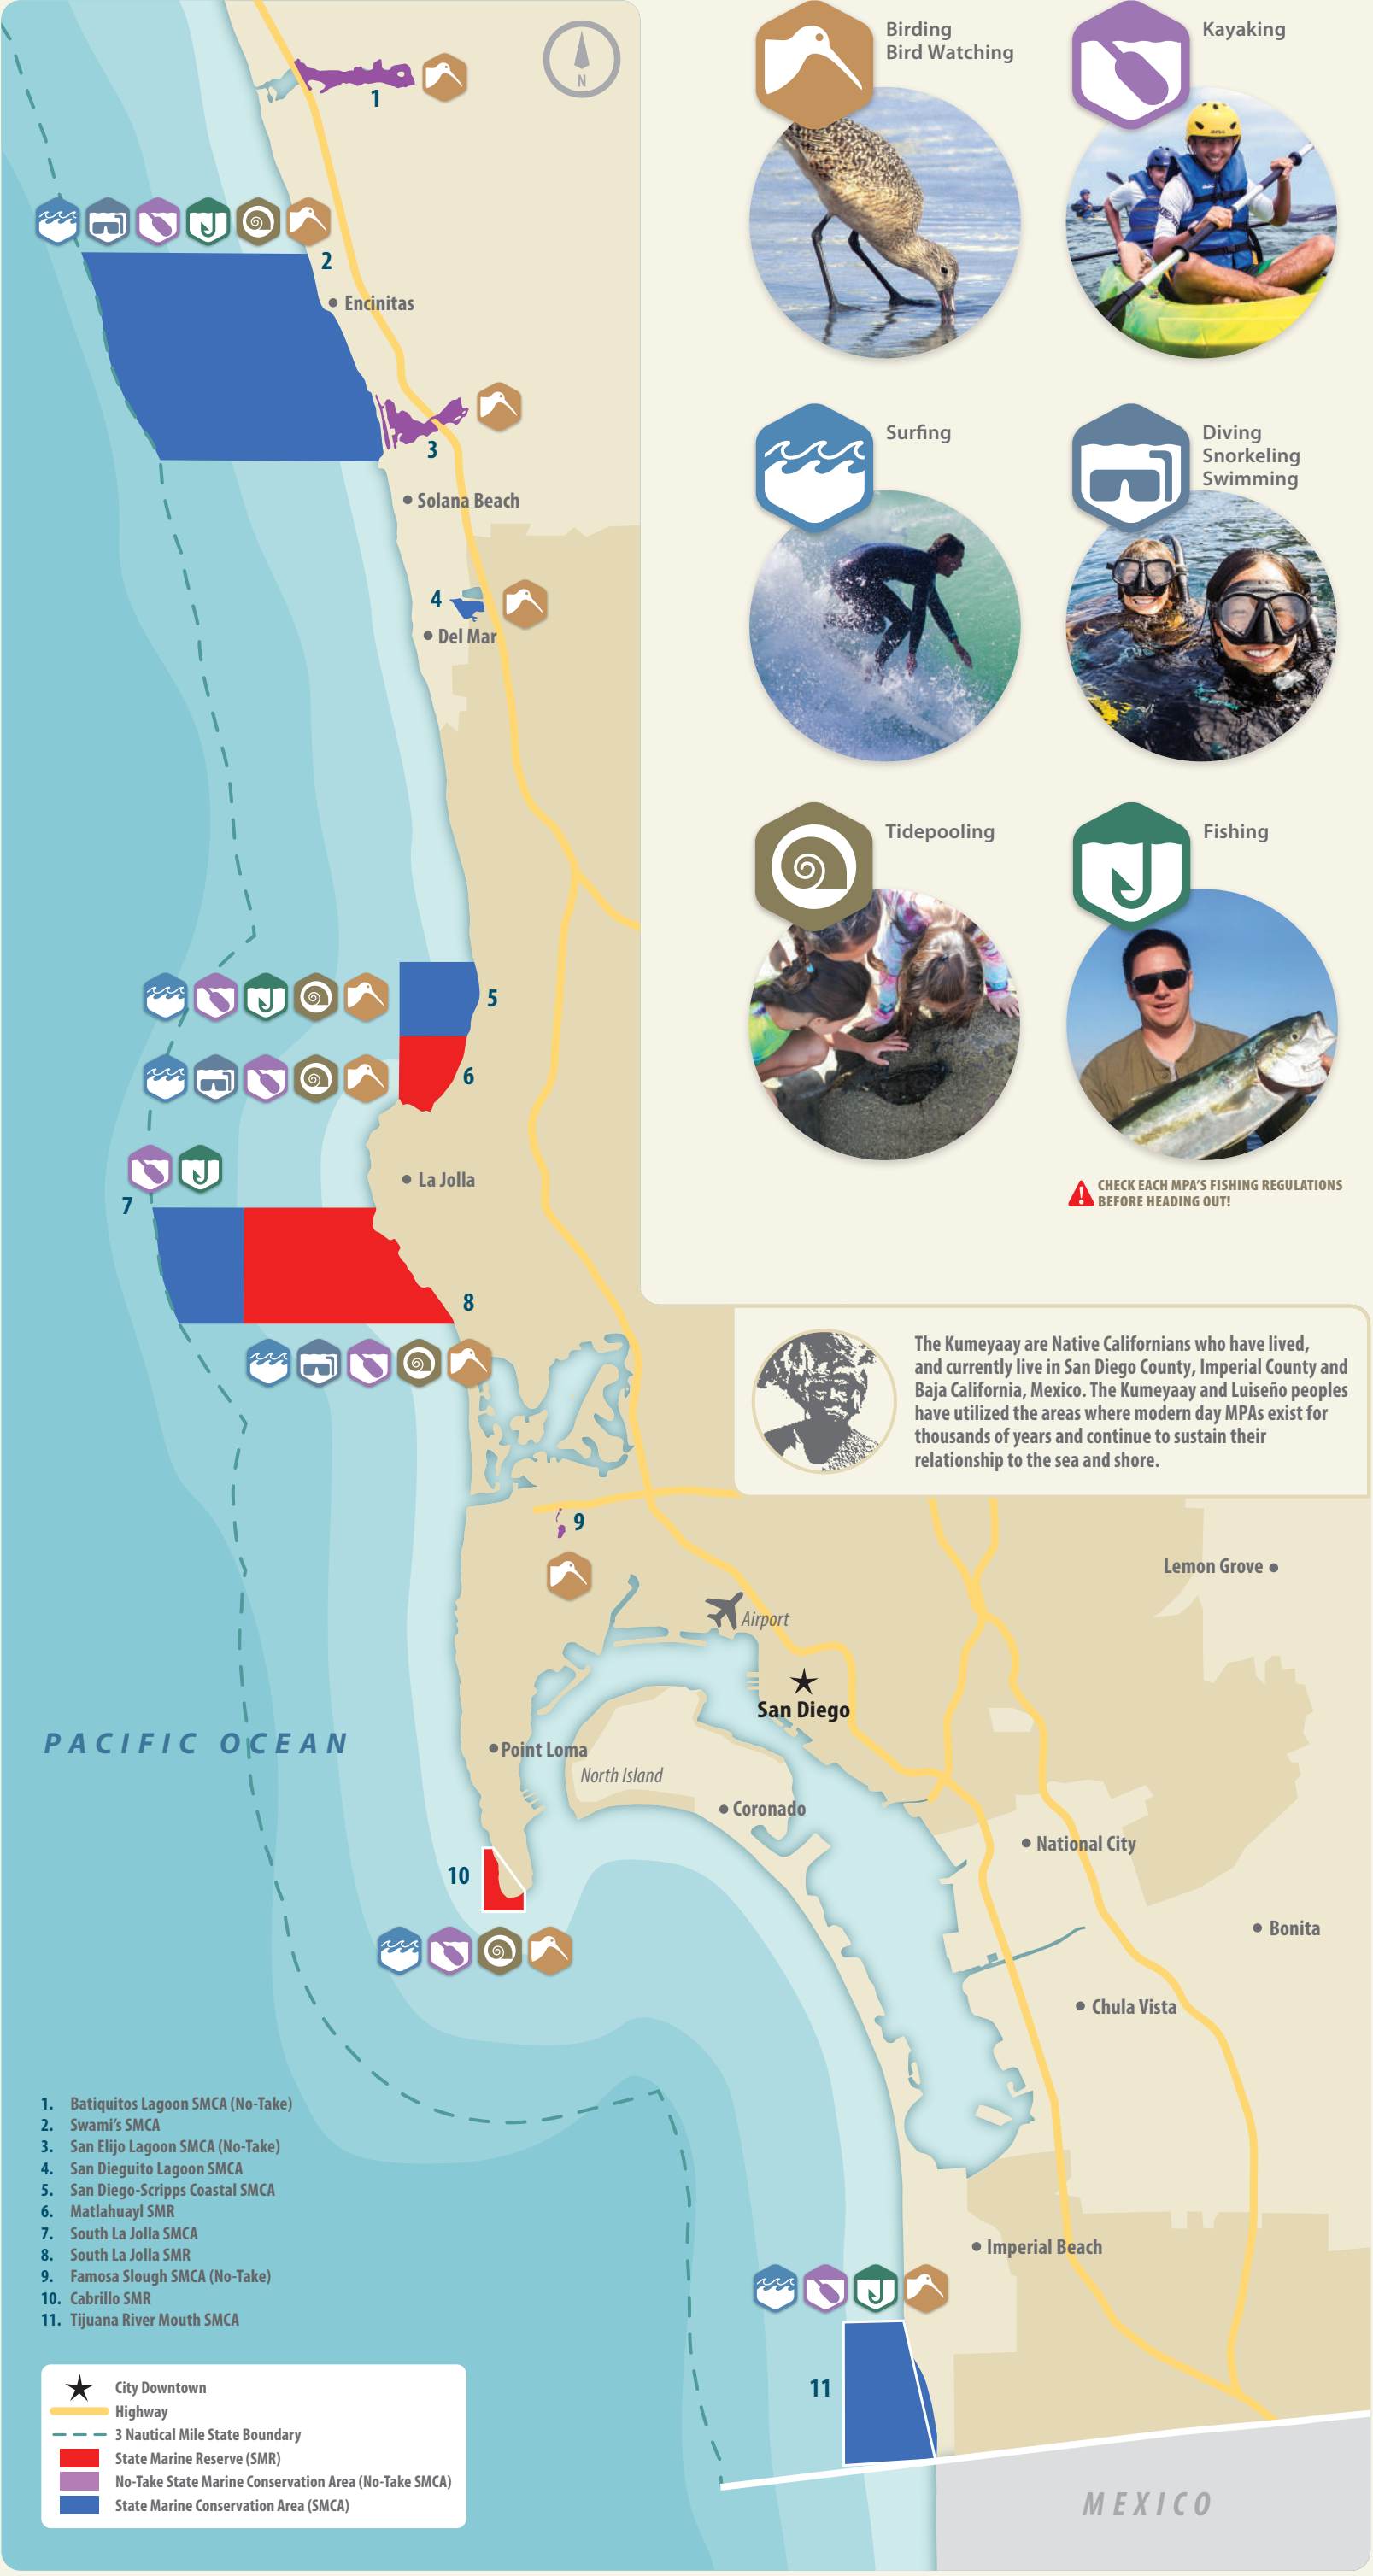 Birding
Bird Watching
Kayaking
Surfing
Diving
Snorkeling
Swimming
Tidepooling
Fishing
CHECK EACH MPA'S FISHING REGULATIONS
BEFORE HEADING OUT!
N
1
2
Encinitas
3
Solana Beach
4
Del Mar
5
6
La Jolla
7
8
The Kumeyaay are Native Californians who have lived,
and currently live in San Diego County, Imperial County and
Baja California, Mexico. The Kumeyaay and Luiseño peoples
have utilized the areas where modern day MPAs exist for
thousands of years and continue to sustain their
relationship to the sea and shore.
9
Lemon Grove
Airport
San Diego
PACIFIC OCEAN
Point Loma
North Island
Coronado
National City
10
Bonita
Chula Vista
Imperial Beach
11
MEXICO
1. Batiquitos Lagoon SMCA (No-Take)
2. Swami's SMCA
3. San Elijo Lagoon SMCA (No-Take)
4. San Dieguito Lagoon SMCA
5. San Diego-Scripps Coastal SMCA
6. Matlahuayl SMR
7. South La Jolla SMCA
8. South La Jolla SMR
9. Famosa Slough SMCA (No-Take)
10. Cabrillo SMR
11. Tijuana River Mouth SMCA
City Downtown
Highway
3 Nautical Mile State Boundary
State Marine Reserve (SMR)
No-Take State Marine Conservation Area (No-Take SMCA)
State Marine Conservation Area (SMCA)